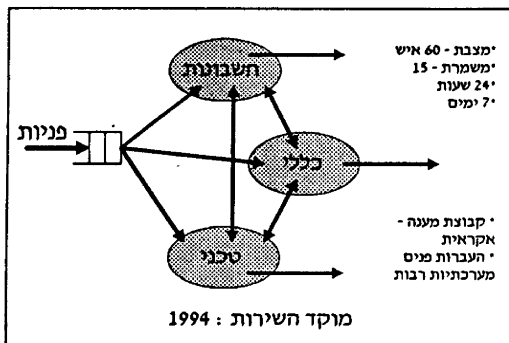 חשבונות
•מצבת - 60 איש
•משמרת - 15
•24 שעות
•7 ימים
פניות
כללי
• קבוצת מענה -
אקראית
• העברות פנים
מערכתיות רבות
טכני
מוקד השירות : 1994